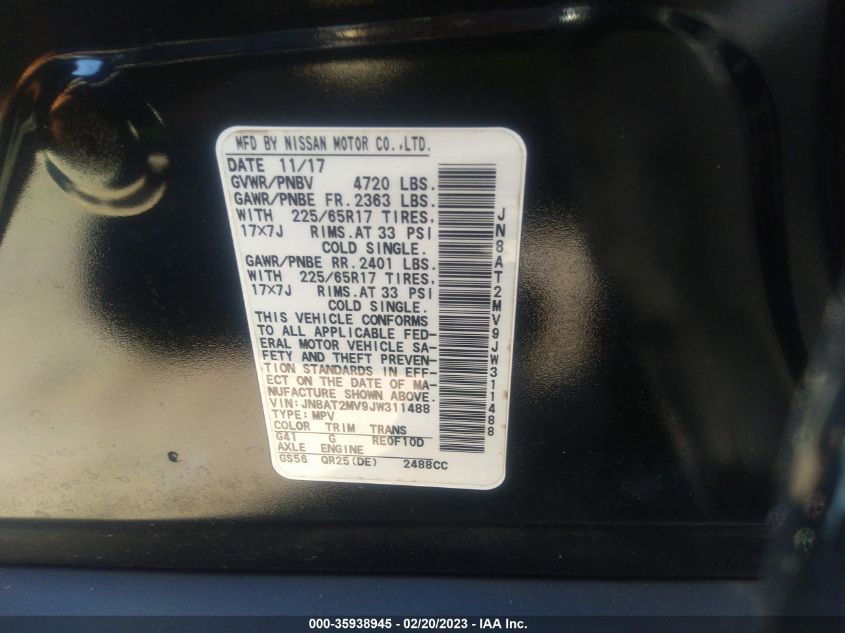 MFD BY NISSAN MOTOR CO.,LTD.
DATE 11/17
GVWR/PNBV 4720 LBS.
GAWR/PNBE FR. 2363 LBS.
WITH 225/65R17 TIRES,
17×7J RIMS.AT 33 PSI
COLD SINGLE.
GAWR/PNBE RR. 2401 LBS.
WITH 225/65R17 TIRES,
17×7J RIMS.AT 33 PSI
COLD SINGLE.
THIS VEHICLE CONFORMS
TO ALL APPLICABLE FED-
ERAL MOTOR VEHICLE SA-
FETY AND THEFT PREVEN-
TION STANDARDS IN EFF-
ECT ON THE DATE OF MA-
NUFACTURE SHOWN ABOVE.
VIN: JN8AT2MV9JW311488
TYPE: MPV
COLOR TRIM TRANS
G41 G RE0F10D
AXLE ENGINE
GS56 QR25(DE) 2488CC
JN8AT2MV9JW311488
000-35938945 - 02/20/2023 - IAA Inc.